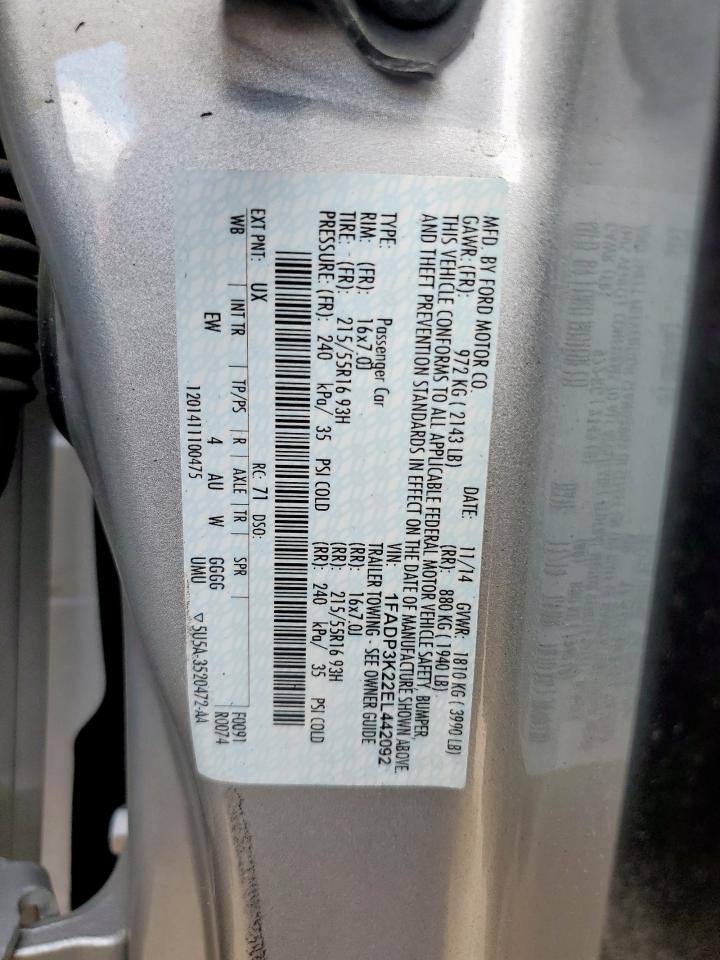 MFD. BY FORD MOTOR CO.
DATE: 11/14 GVWR: 1810 KG ( 3990 LB)
GAWR: (FR): 972 KG ( 2143 LB) (RR): 880 KG ( 1940 LB)
THIS VEHICLE CONFORMS TO ALL APPLICABLE FEDERAL MOTOR VEHICLE SAFETY, BUMPER,
AND THEFT PREVENTION STANDARDS IN EFFECT ON THE DATE OF MANUFACTURE SHOWN ABOVE.
VIN: 1FADP3K22EL442092
TYPE: Passenger Car TRAILER TOWING - SEE OWNER GUIDE
RIM: (FR): 16x7.0J (RR): 16x7.0J
TIRE: (FR): 215/55R16 93H (RR): 215/55R16 93H
PRESSURE: (FR): 240 kPa/ 35 PSI COLD (RR): 240 kPa/ 35 PSI COLD
EXT PNT: UX RC: 71 DSO: F0091
WB INT TR TP/PS R AXLE TR SPR R0074
EW 4 AU W GGGG
1201411100475 UMU ▽5U5A-3520472-AA